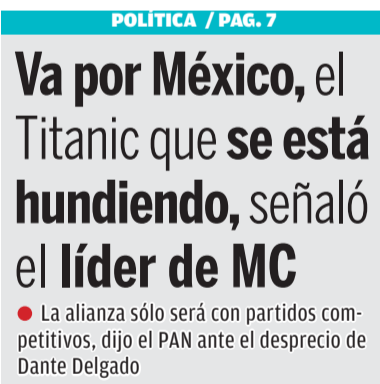 POLÍTICA / PAG. 7
Va por México, el
Titanic que se está
hundiendo, señaló
el líder de MC
● La alianza sólo será con partidos com-
petitivos, dijo el PAN ante el desprecio de
Dante Delgado